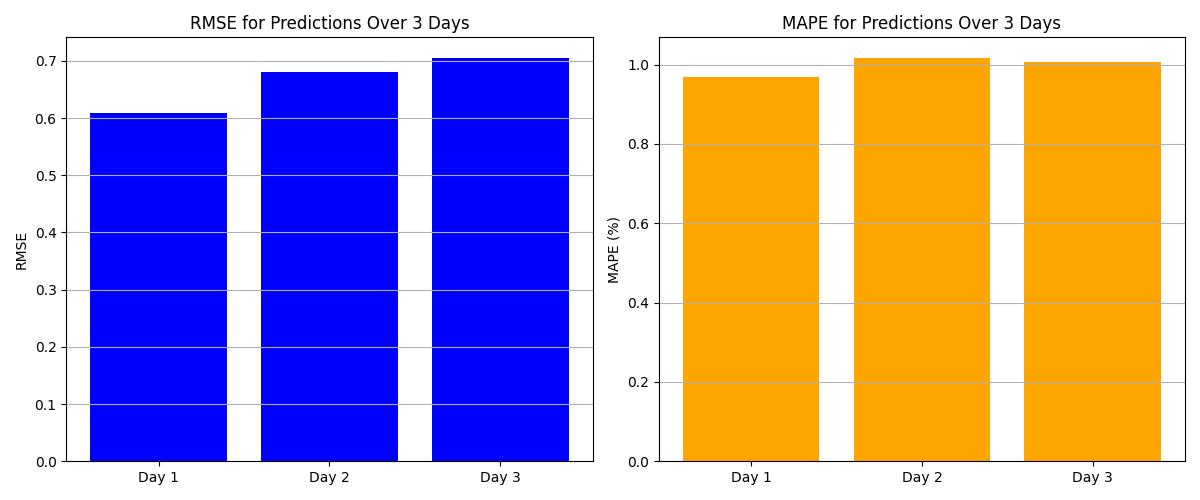 RMSE for Predictions Over 3 Days
RMSE
0.7
0.6
0.5
0.4
0.3
0.2
0.1
0.0
Day 1 Day 2 Day 3
MAPE for Predictions Over 3 Days
MAPE (%)
1.0
0.8
0.6
0.4
0.2
0.0
Day 1 Day 2 Day 3